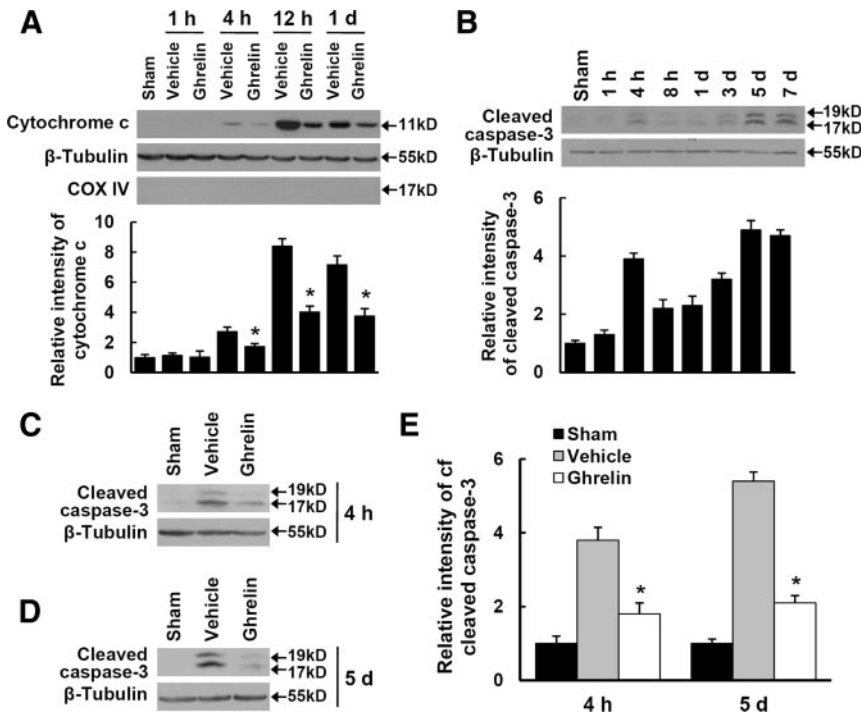 A
1 h 4 h 12 h 1 d
Sham Vehicle Ghrelin Vehicle Ghrelin Vehicle Ghrelin Vehicle Ghrelin
Cytochrome c 11kD
β-Tubulin 55kD
COX IV 17kD
Relative intensity of
cytochrome c
10
8
6
4
2
0
* * *
B
Sham 1 h 4 h 8 h 1 d 3 d 5 d 7 d
Cleaved
caspase-3
19kD
17kD
β-Tubulin 55kD
Relative intensity
of cleaved caspase-3
6
4
2
0
C
Sham Vehicle Ghrelin
Cleaved
caspase-3
19kD
17kD
β-Tubulin 55kD
4 h
D
Sham Vehicle Ghrelin
Cleaved
caspase-3
19kD
17kD
β-Tubulin 55kD
5 d
E
Sham
Vehicle
Ghrelin
Relative intensity of cf
cleaved caspase-3
6
4
2
0
* *
4 h 5 d